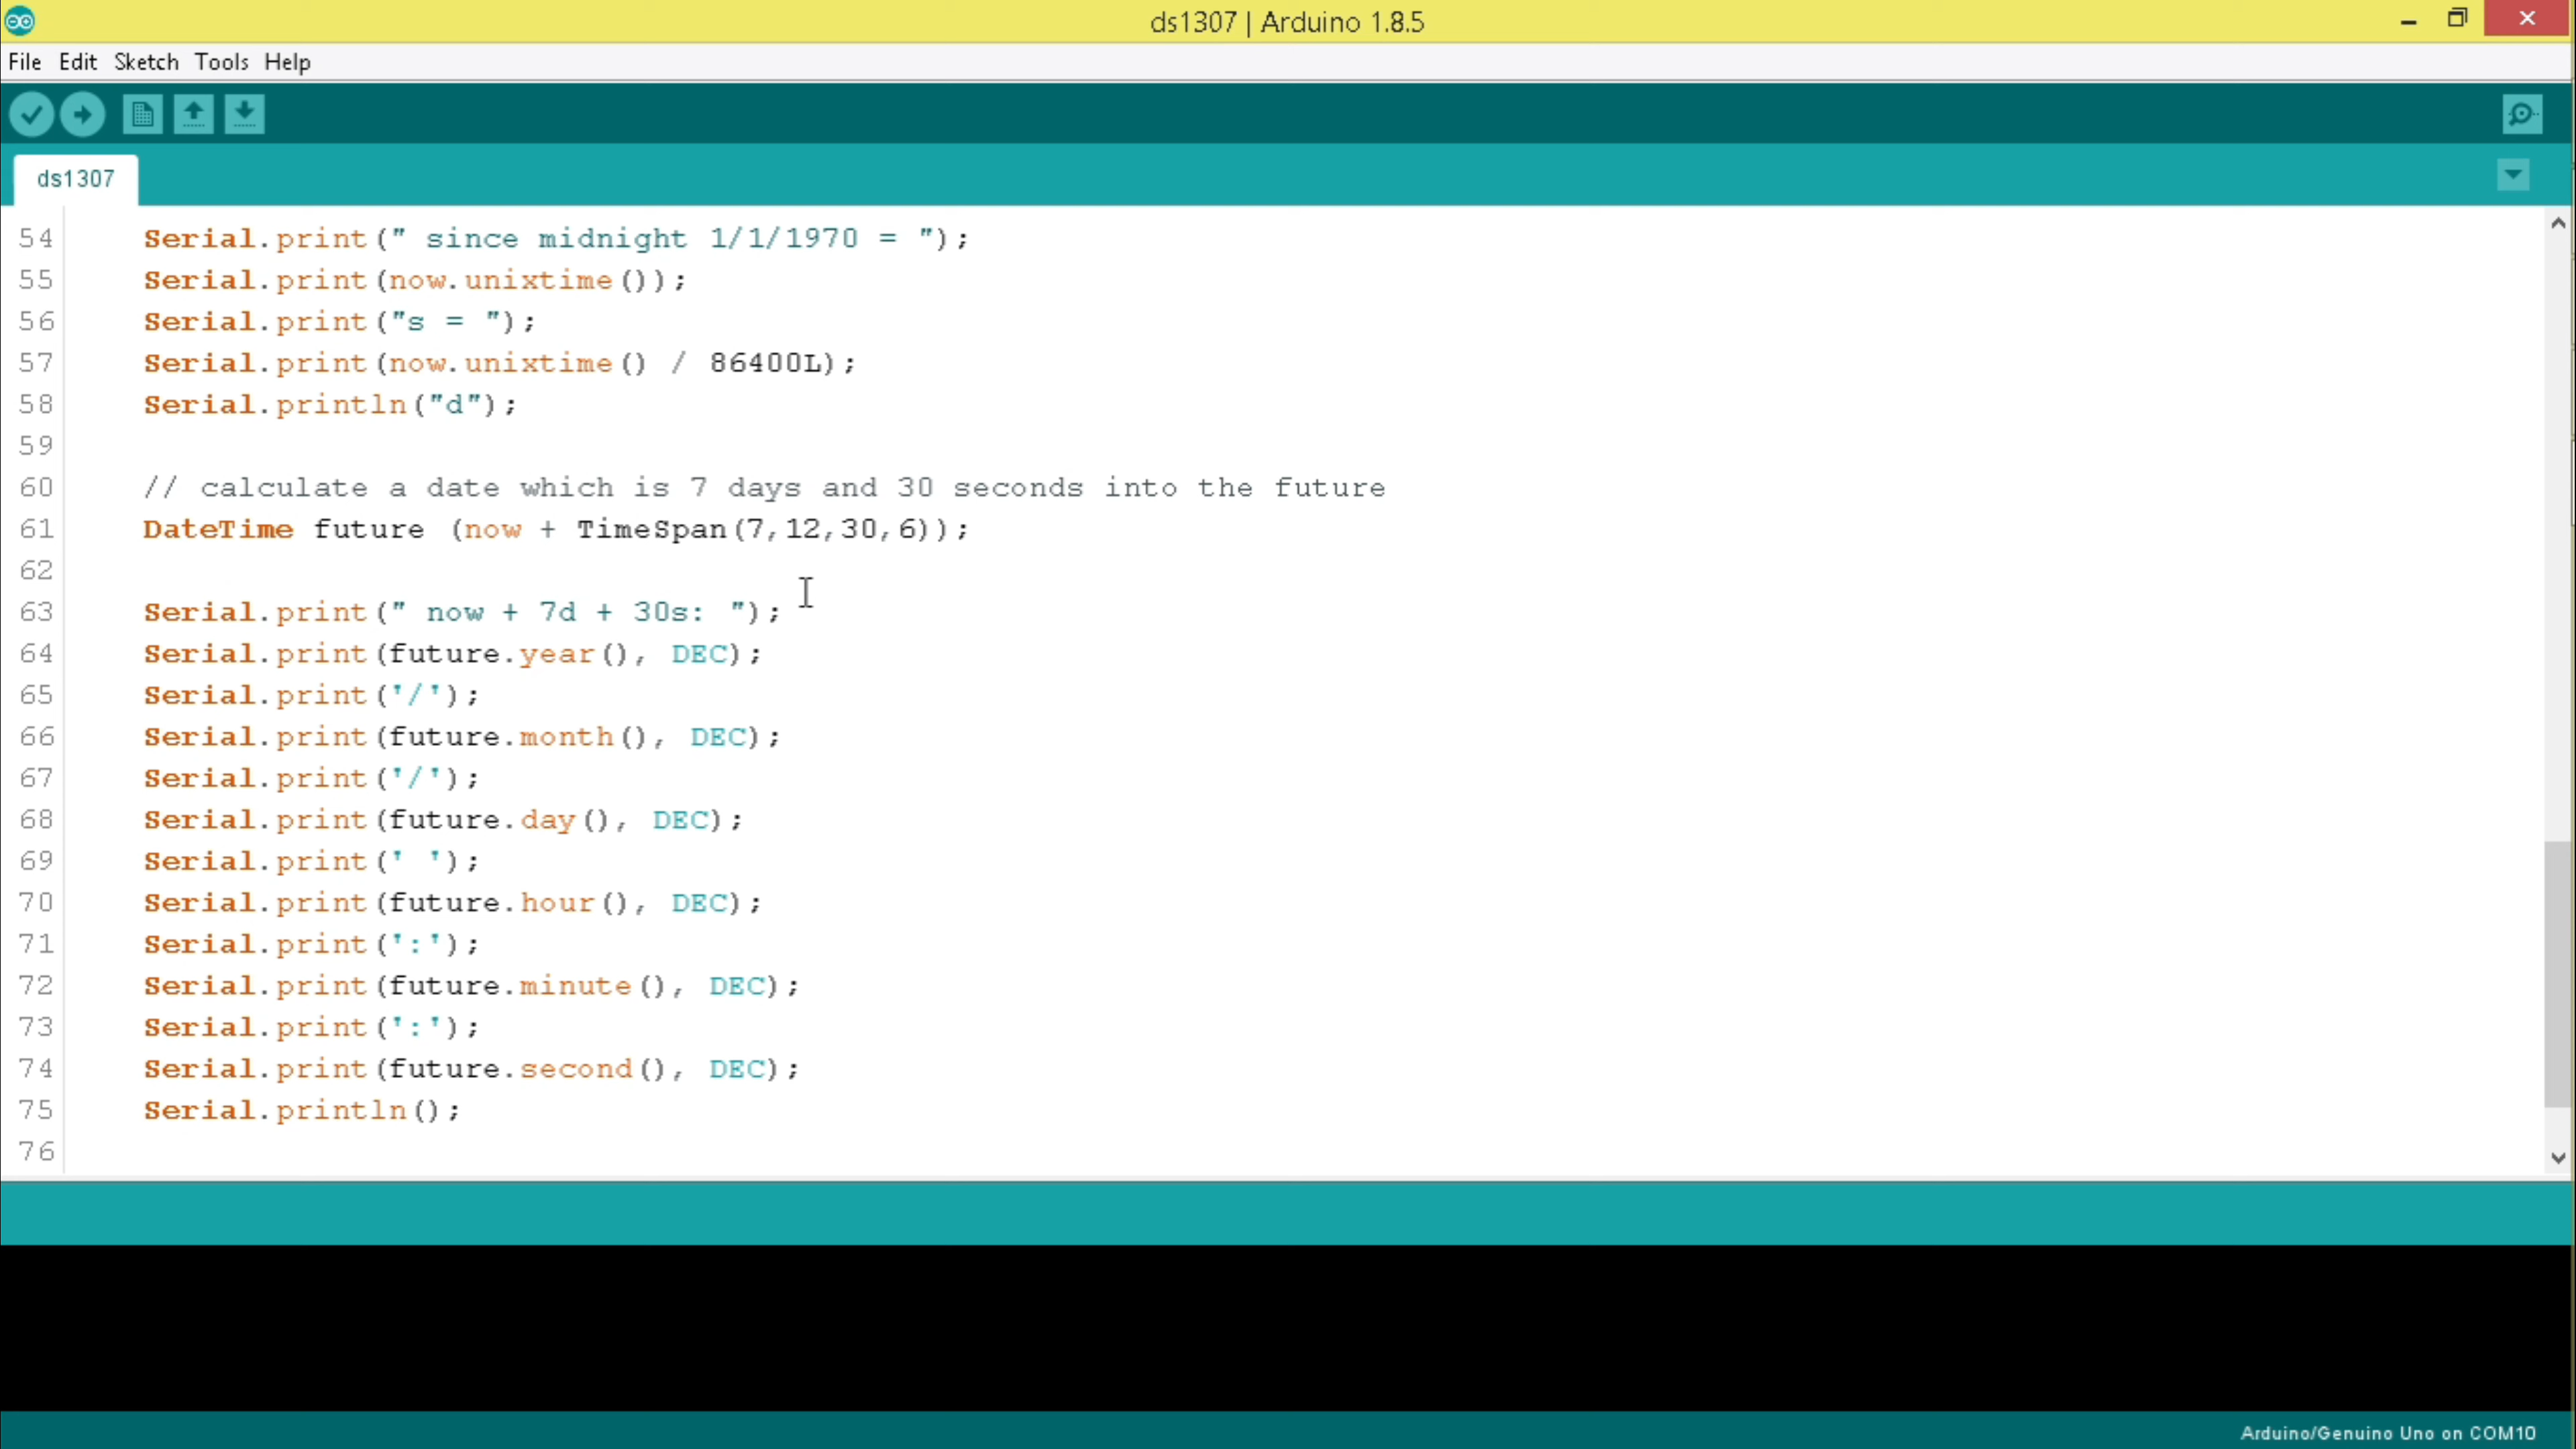 ds1307 | Arduino 1.8.5
File Edit Sketch Tools Help
ds1307
54 Serial.print(" since midnight 1/1/1970 = ");
55 Serial.print(now.unixtime());
56 Serial.print("s = ");
57 Serial.print(now.unixtime() / 86400L);
58 Serial.println("d");
59
60 // calculate a date which is 7 days and 30 seconds into the future
61 DateTime future (now + TimeSpan(7,12,30,6));
62
63 Serial.print(" now + 7d + 30s: ");
64 Serial.print(future.year(), DEC);
65 Serial.print('/');
66 Serial.print(future.month(), DEC);
67 Serial.print('/');
68 Serial.print(future.day(), DEC);
69 Serial.print(' ');
70 Serial.print(future.hour(), DEC);
71 Serial.print(':');
72 Serial.print(future.minute(), DEC);
73 Serial.print(':');
74 Serial.print(future.second(), DEC);
75 Serial.println();
76
Arduino/Genuino Uno on COM10